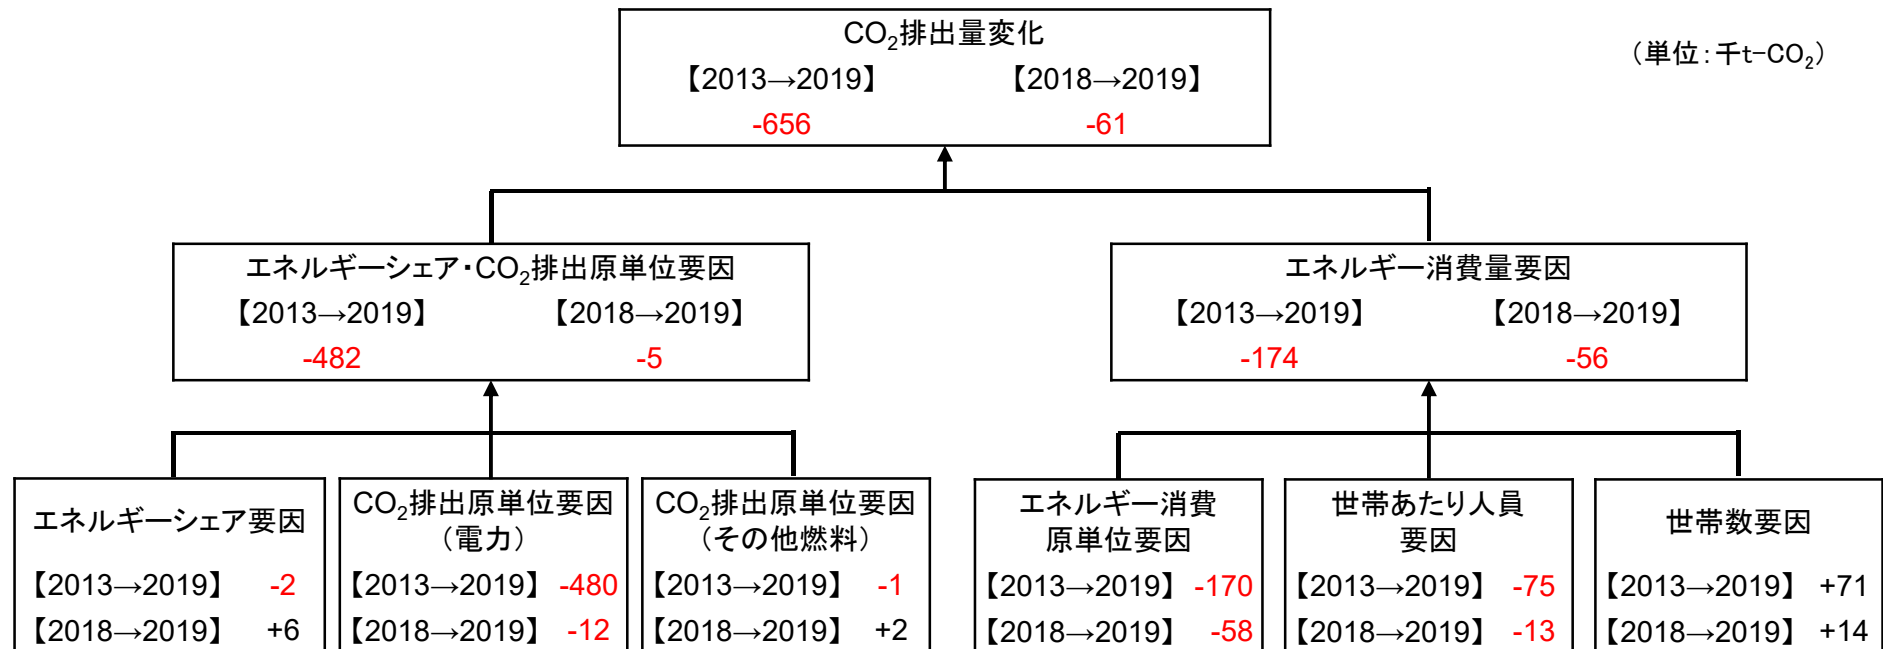 CO₂排出量変化
【2013→2019】 【2018→2019】
-656 -61
（単位：千t-CO₂）
エネルギーシェア・CO₂排出原単位要因
【2013→2019】 【2018→2019】
-482 -5
エネルギー消費量要因
【2013→2019】 【2018→2019】
-174 -56
エネルギーシェア要因
【2013→2019】 -2
【2018→2019】 +6
CO₂排出原単位要因
（電力）
【2013→2019】 -480
【2018→2019】 -12
CO₂排出原単位要因
（その他燃料）
【2013→2019】 -1
【2018→2019】 +2
エネルギー消費
原単位要因
【2013→2019】 -170
【2018→2019】 -58
世帯あたり人員
要因
【2013→2019】 -75
【2018→2019】 -13
世帯数要因
【2013→2019】 +71
【2018→2019】 +14